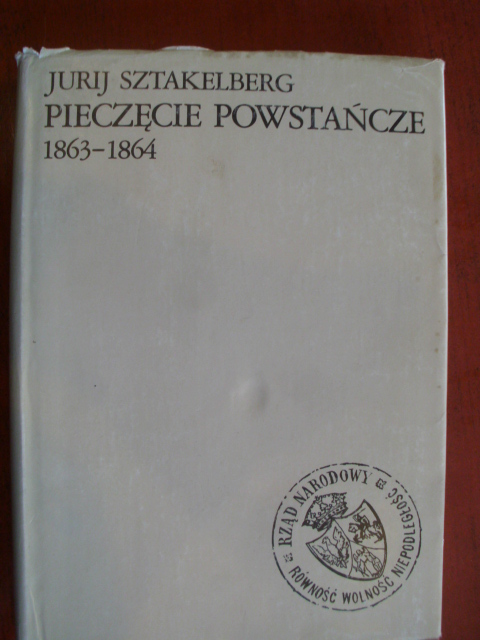 JURIJ SZTAKELBERG
PIECZĘCIE POWSTAŃCZE
1863-1864
RZĄD NARODOWY
RÓWNOŚĆ WOLNOŚĆ NIEPODLEGŁOŚĆ